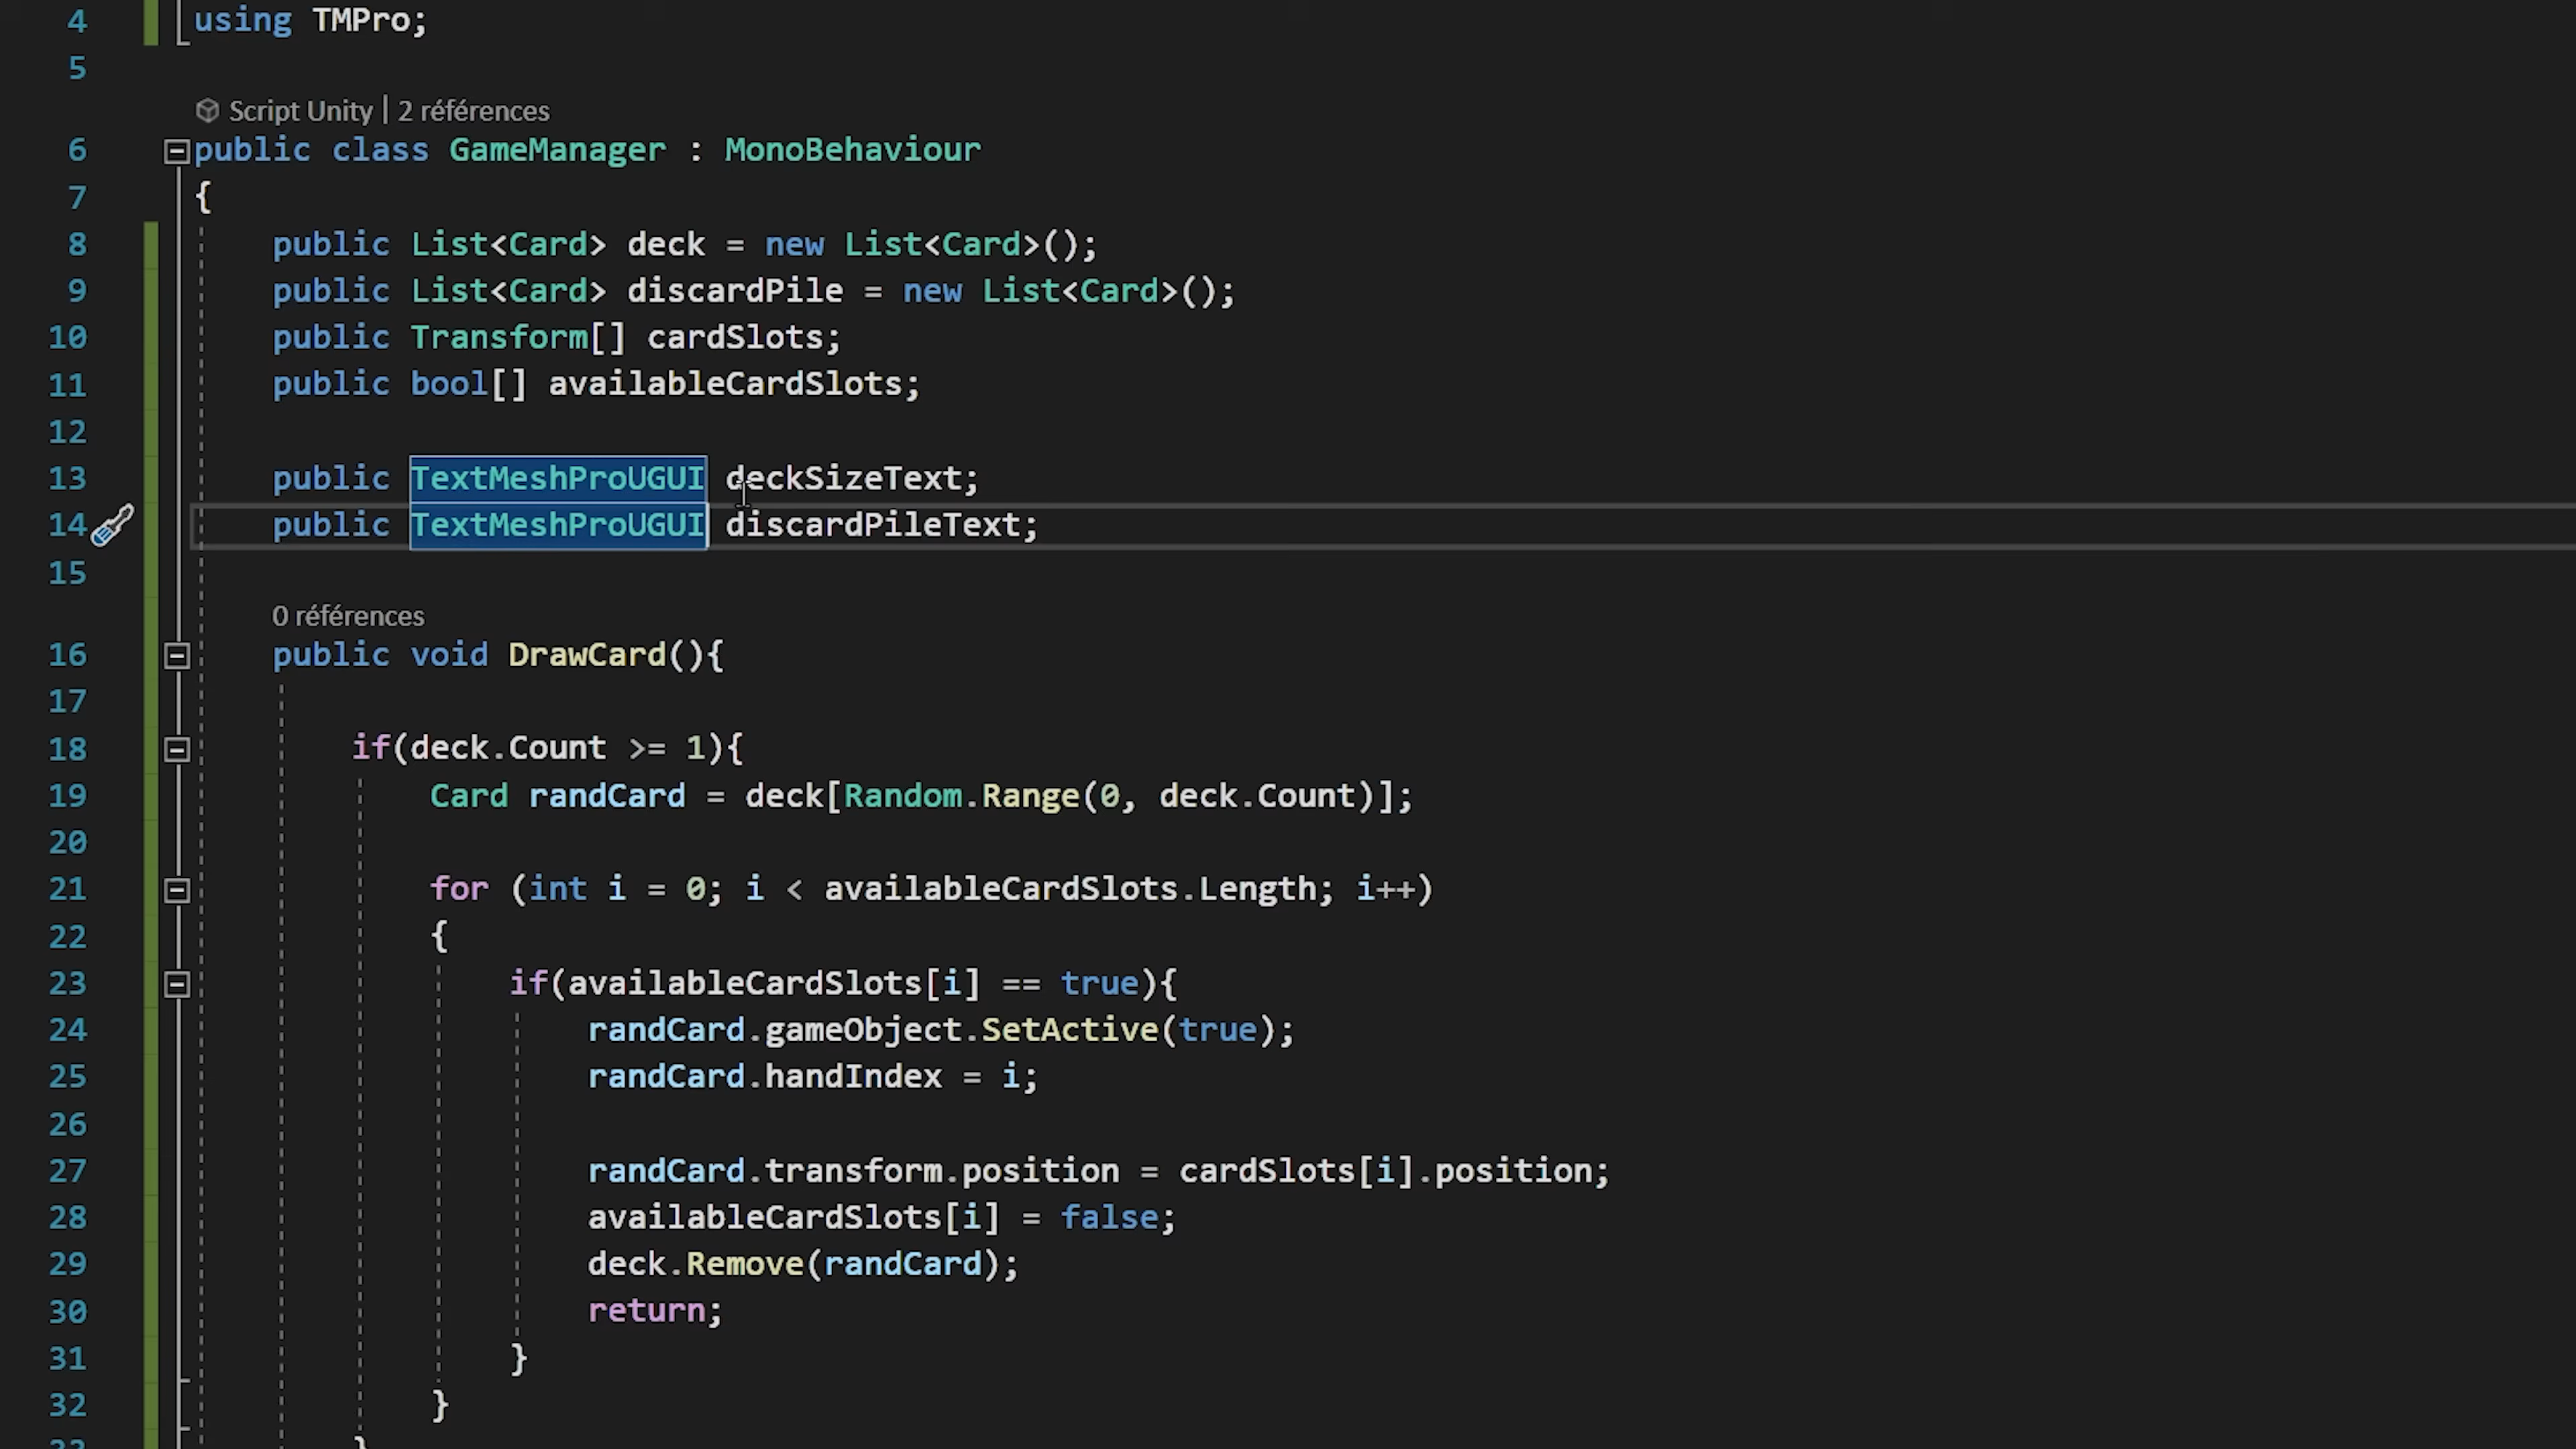 4 using TMPro;
5
Script Unity | 2 références
6 public class GameManager : MonoBehaviour
7 {
8 public List<Card> deck = new List<Card>();
9 public List<Card> discardPile = new List<Card>();
10 public Transform[] cardSlots;
11 public bool[] availableCardSlots;
12
13 public TextMeshProUGUI deckSizeText;
14 public TextMeshProUGUI discardPileText;
15
0 références
16 public void DrawCard(){
17
18 if(deck.Count >= 1){
19 Card randCard = deck[Random.Range(0, deck.Count)];
20
21 for (int i = 0; i < availableCardSlots.Length; i++)
22 {
23 if(availableCardSlots[i] == true){
24 randCard.gameObject.SetActive(true);
25 randCard.handIndex = i;
26
27 randCard.transform.position = cardSlots[i].position;
28 availableCardSlots[i] = false;
29 deck.Remove(randCard);
30 return;
31 }
32 }
33 }